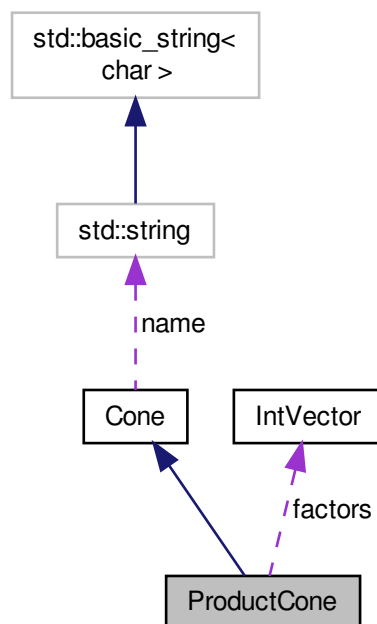 std::basic_string<
char >
std::string
name
Cone
IntVector
factors
ProductCone